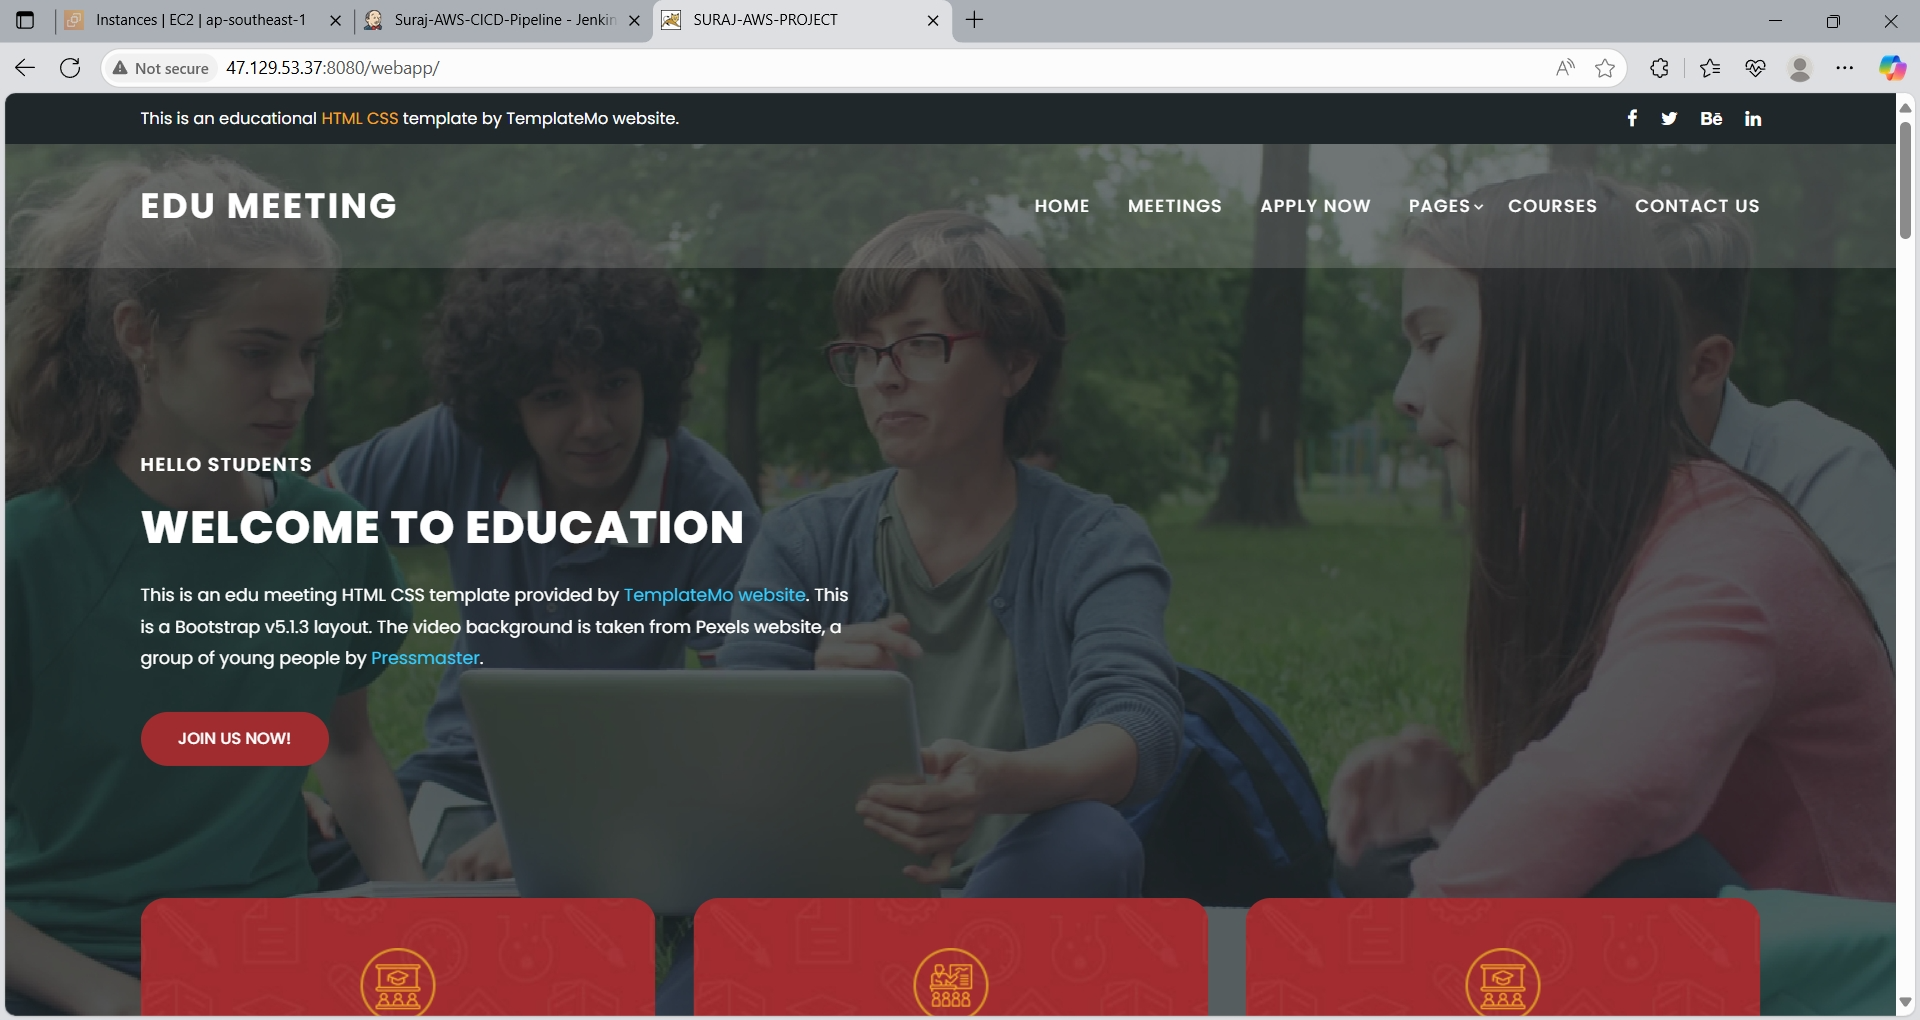 Instances | EC2 | ap-southeast-1
Suraj-AWS-CICD-Pipeline - Jenkin
SURAJ-AWS-PROJECT
Not secure
47.129.53.37:8080/webapp/
This is an educational HTML CSS template by TemplateMo website.
EDU MEETING
HOME
MEETINGS
APPLY NOW
PAGES
COURSES
CONTACT US
HELLO STUDENTS
WELCOME TO EDUCATION
This is an edu meeting HTML CSS template provided by TemplateMo website. This
is a Bootstrap v5.1.3 layout. The video background is taken from Pexels website, a
group of young people by Pressmaster.
JOIN US NOW!